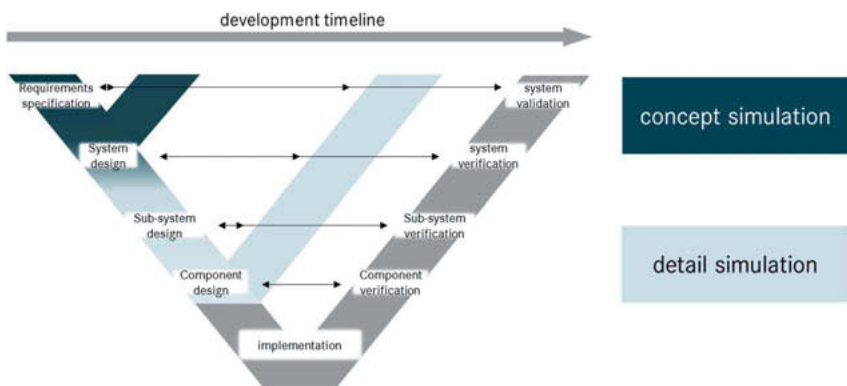 development timeline
Requirements
specification
system
validation
concept simulation
System
design
system
verification
Sub-system
design
Sub-system
verification
detail simulation
Component
design
Component
verification
implementation